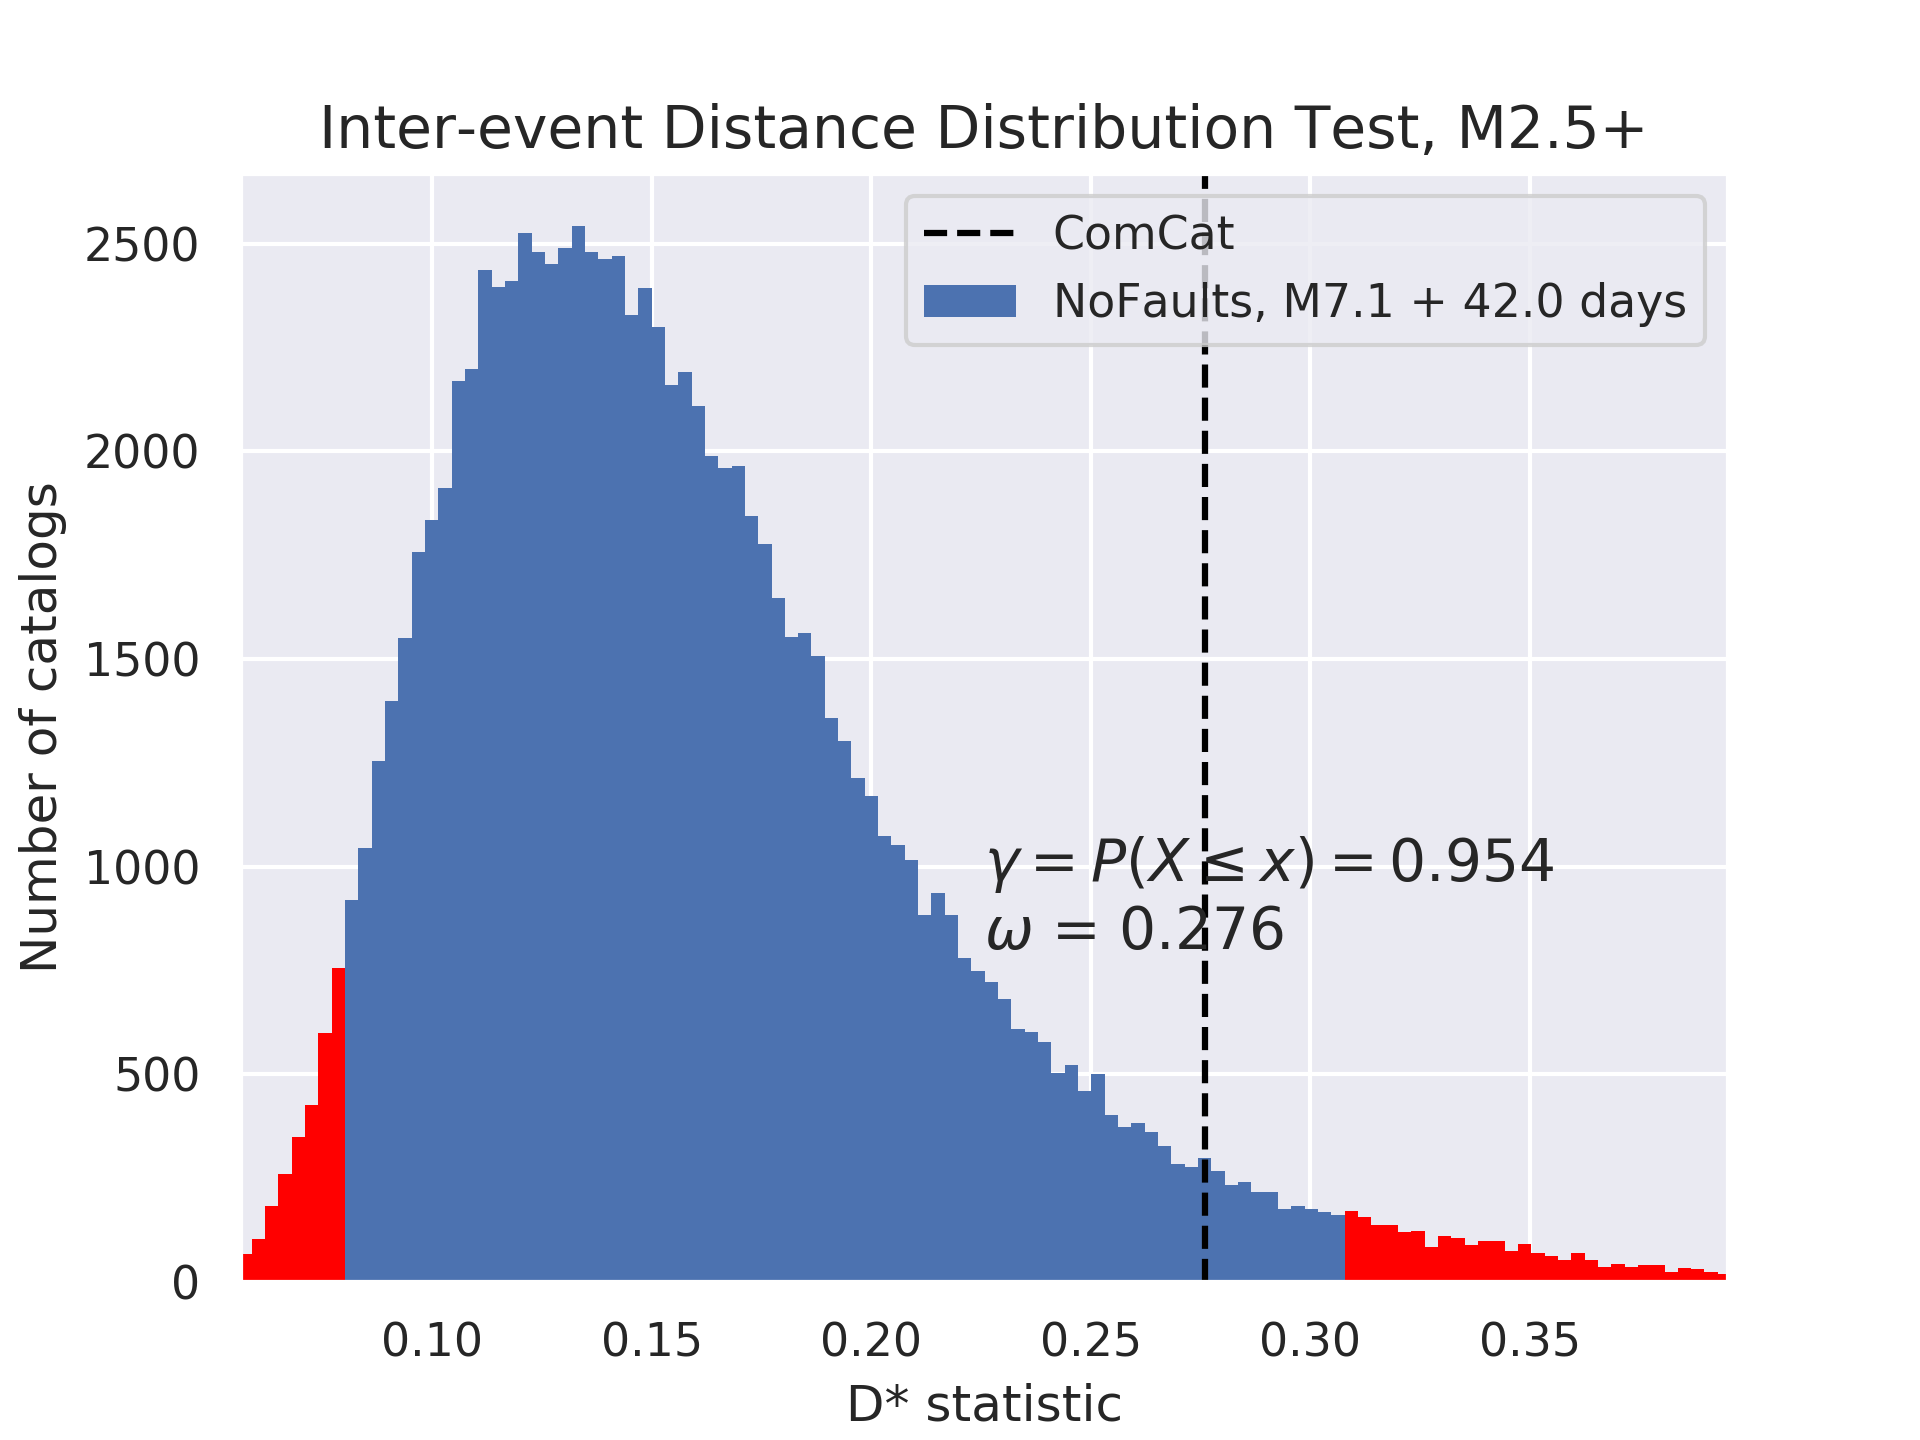 Inter-event Distance Distribution Test, M2.5+
ComCat
NoFaults, M7.1 + 42.0 days
2500
2000
1500
1000
500
0
Number of catalogs
γ = P(X ≤ x) = 0.954
ω = 0.276
0.10 0.15 0.20 0.25 0.30 0.35
D* statistic